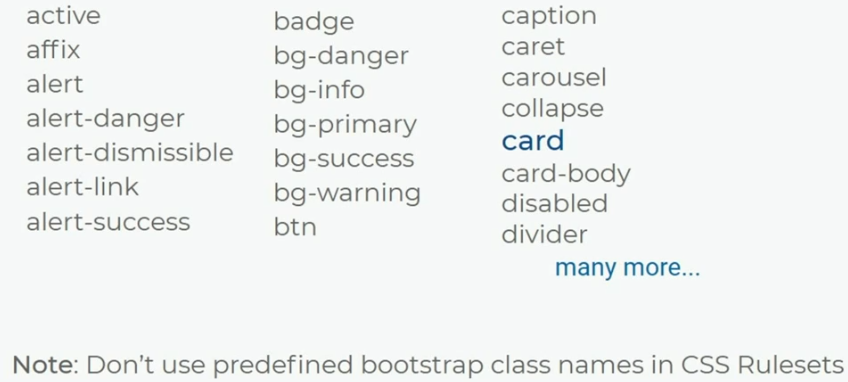 active
affix
alert
alert-danger
alert-dismissible
alert-link
alert-success
badge
bg-danger
bg-info
bg-primary
bg-success
bg-warning
btn
caption
caret
carousel
collapse
card
card-body
disabled
divider
many more...
Note: Don’t use predefined bootstrap class names in CSS Rulesets